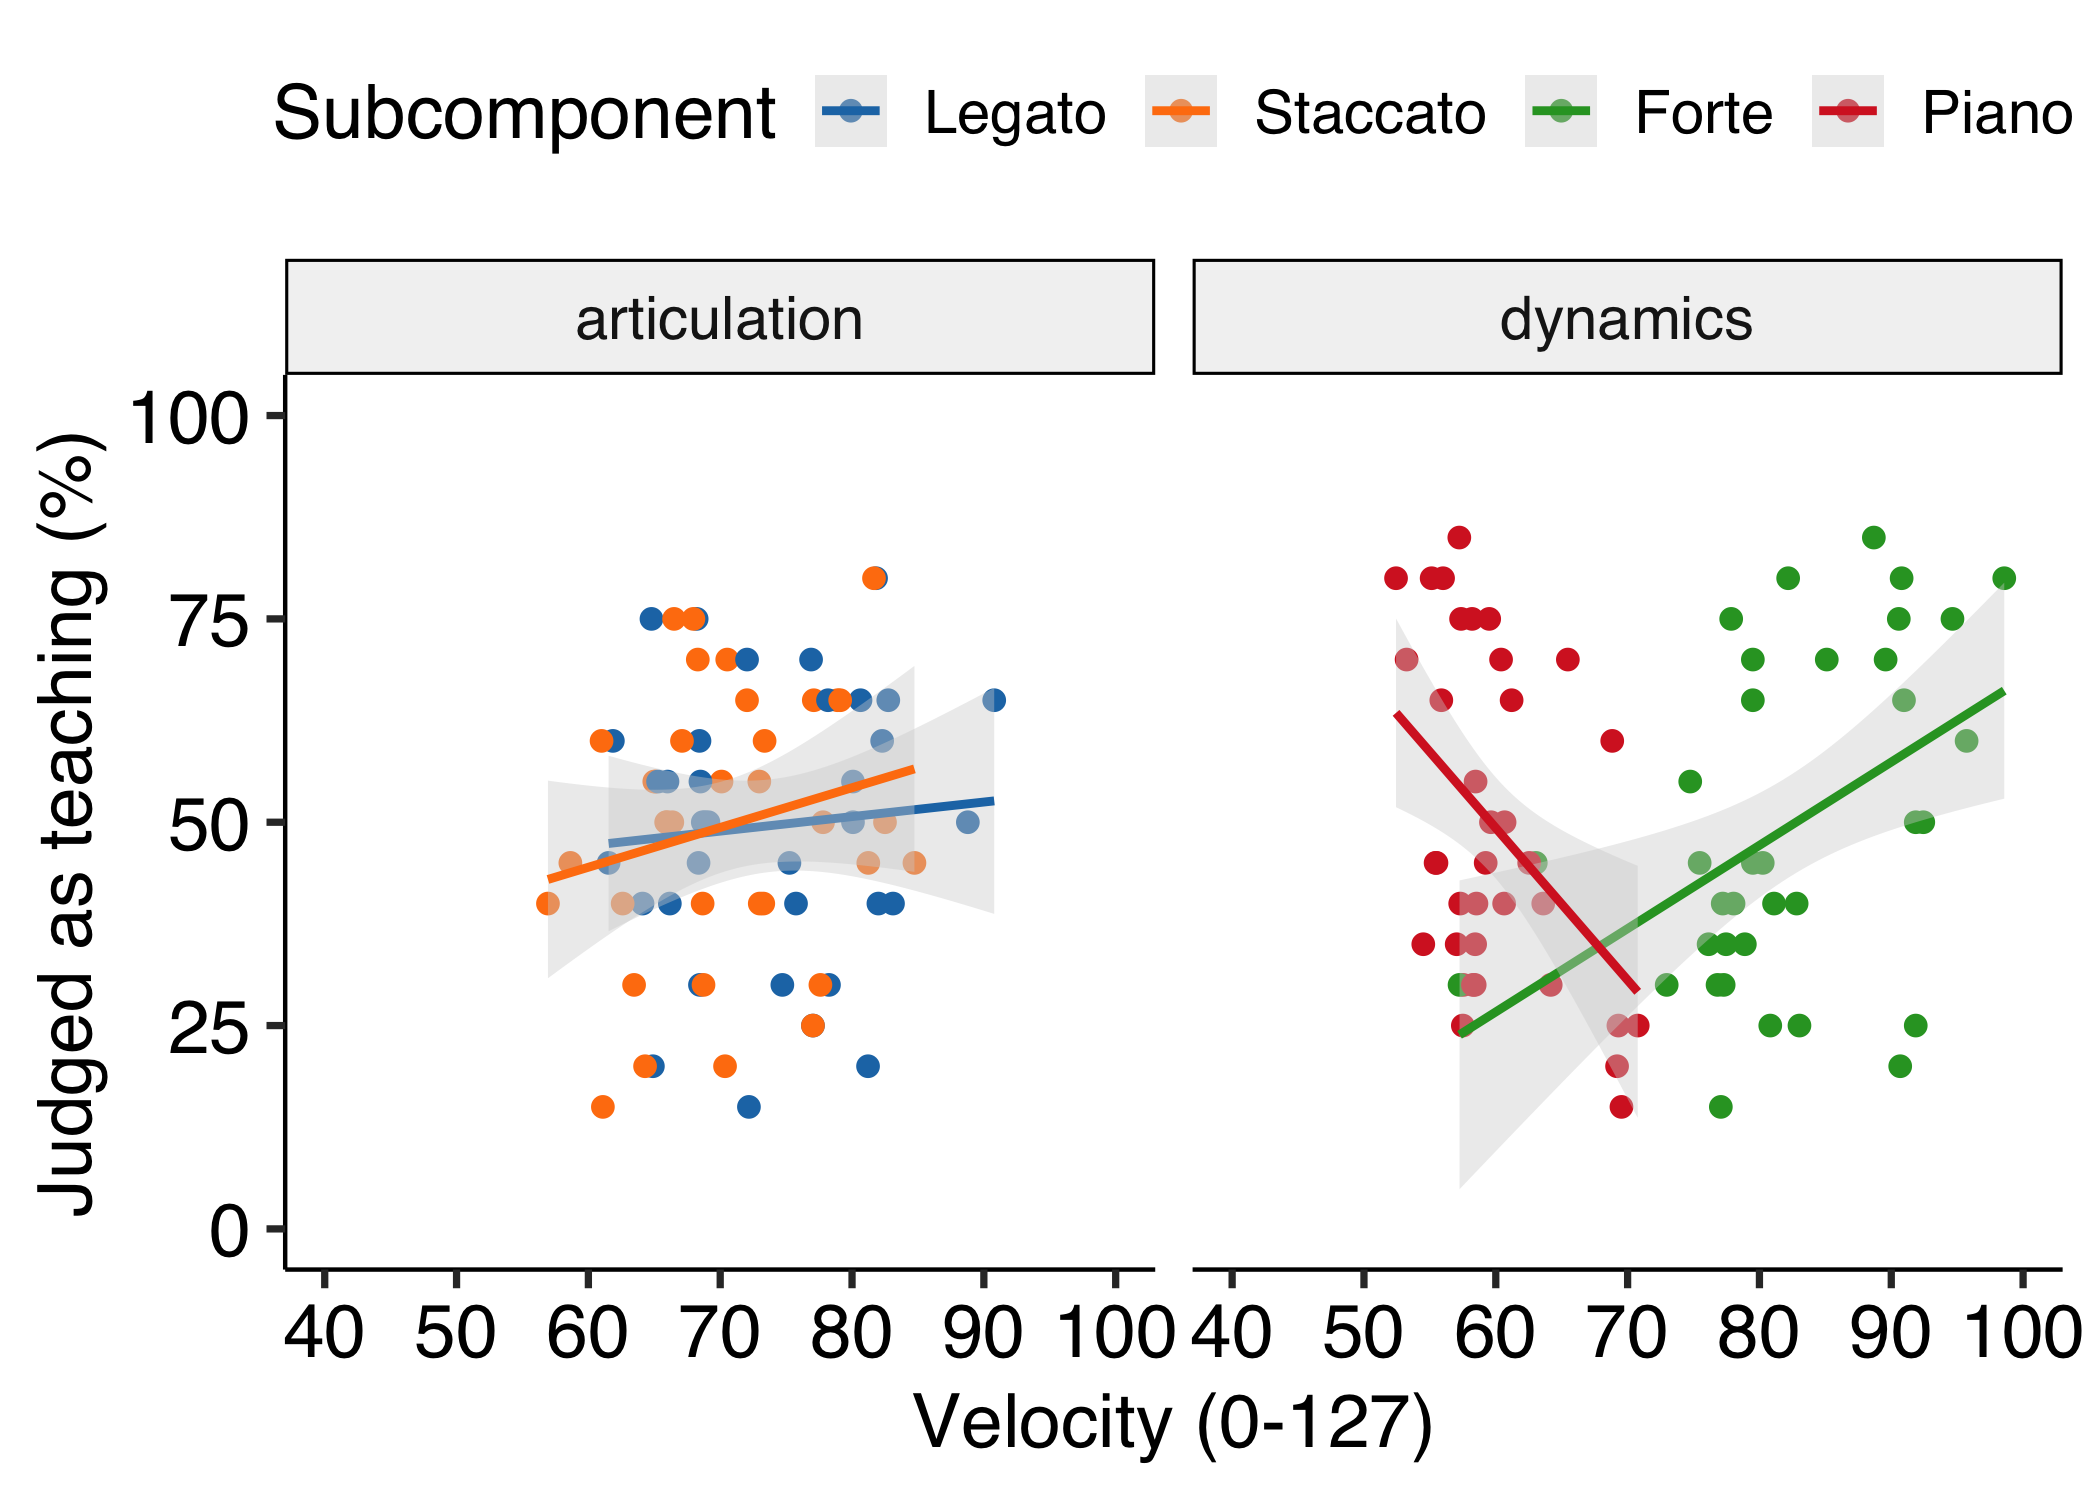 Subcomponent Legato Staccato Forte Piano
articulation dynamics
Judged as teaching (%)
100
75
50
25
0
40 50 60 70 80 90 100 40 50 60 70 80 90 100
Velocity (0-127)